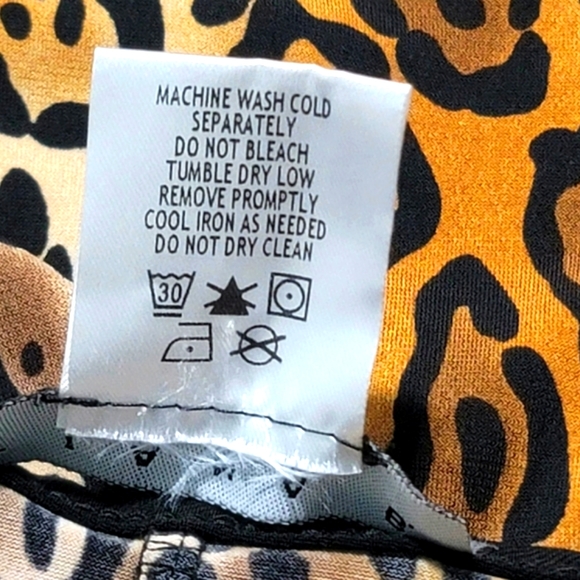 MACHINE WASH COLD
SEPARATELY
DO NOT BLEACH
TUMBLE DRY LOW
REMOVE PROMPTLY
COOL IRON AS NEEDED
DO NOT DRY CLEAN
30